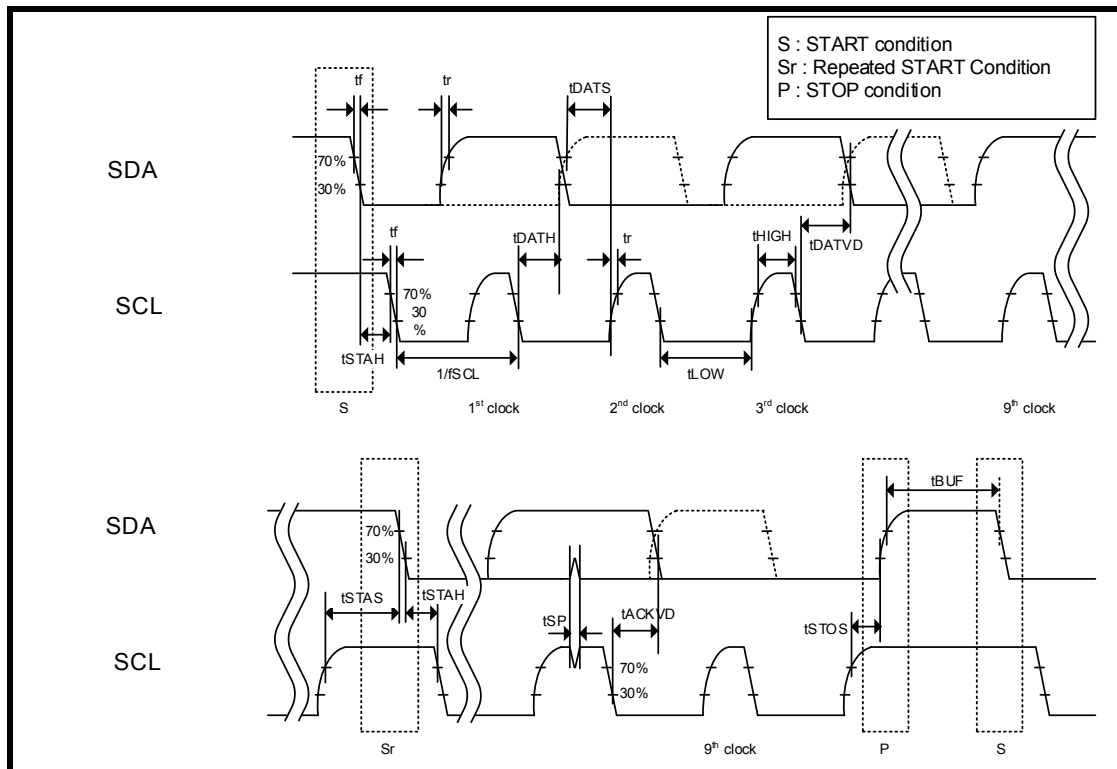 S : START condition
Sr : Repeated START Condition
P : STOP condition
tf
tr
tDATS
SDA
70%
30%
tf
tDATH
tr
tHIGH
tDATVD
SCL
70%
30
%
tSTAH
1/fSCL
tLOW
S
1st clock
2nd clock
3rd clock
9th clock
tBUF
SDA
70%
30%
tSTAS
tSTAH
tSP
tACKVD
tSTOS
SCL
70%
30%
Sr
9th clock
P
S